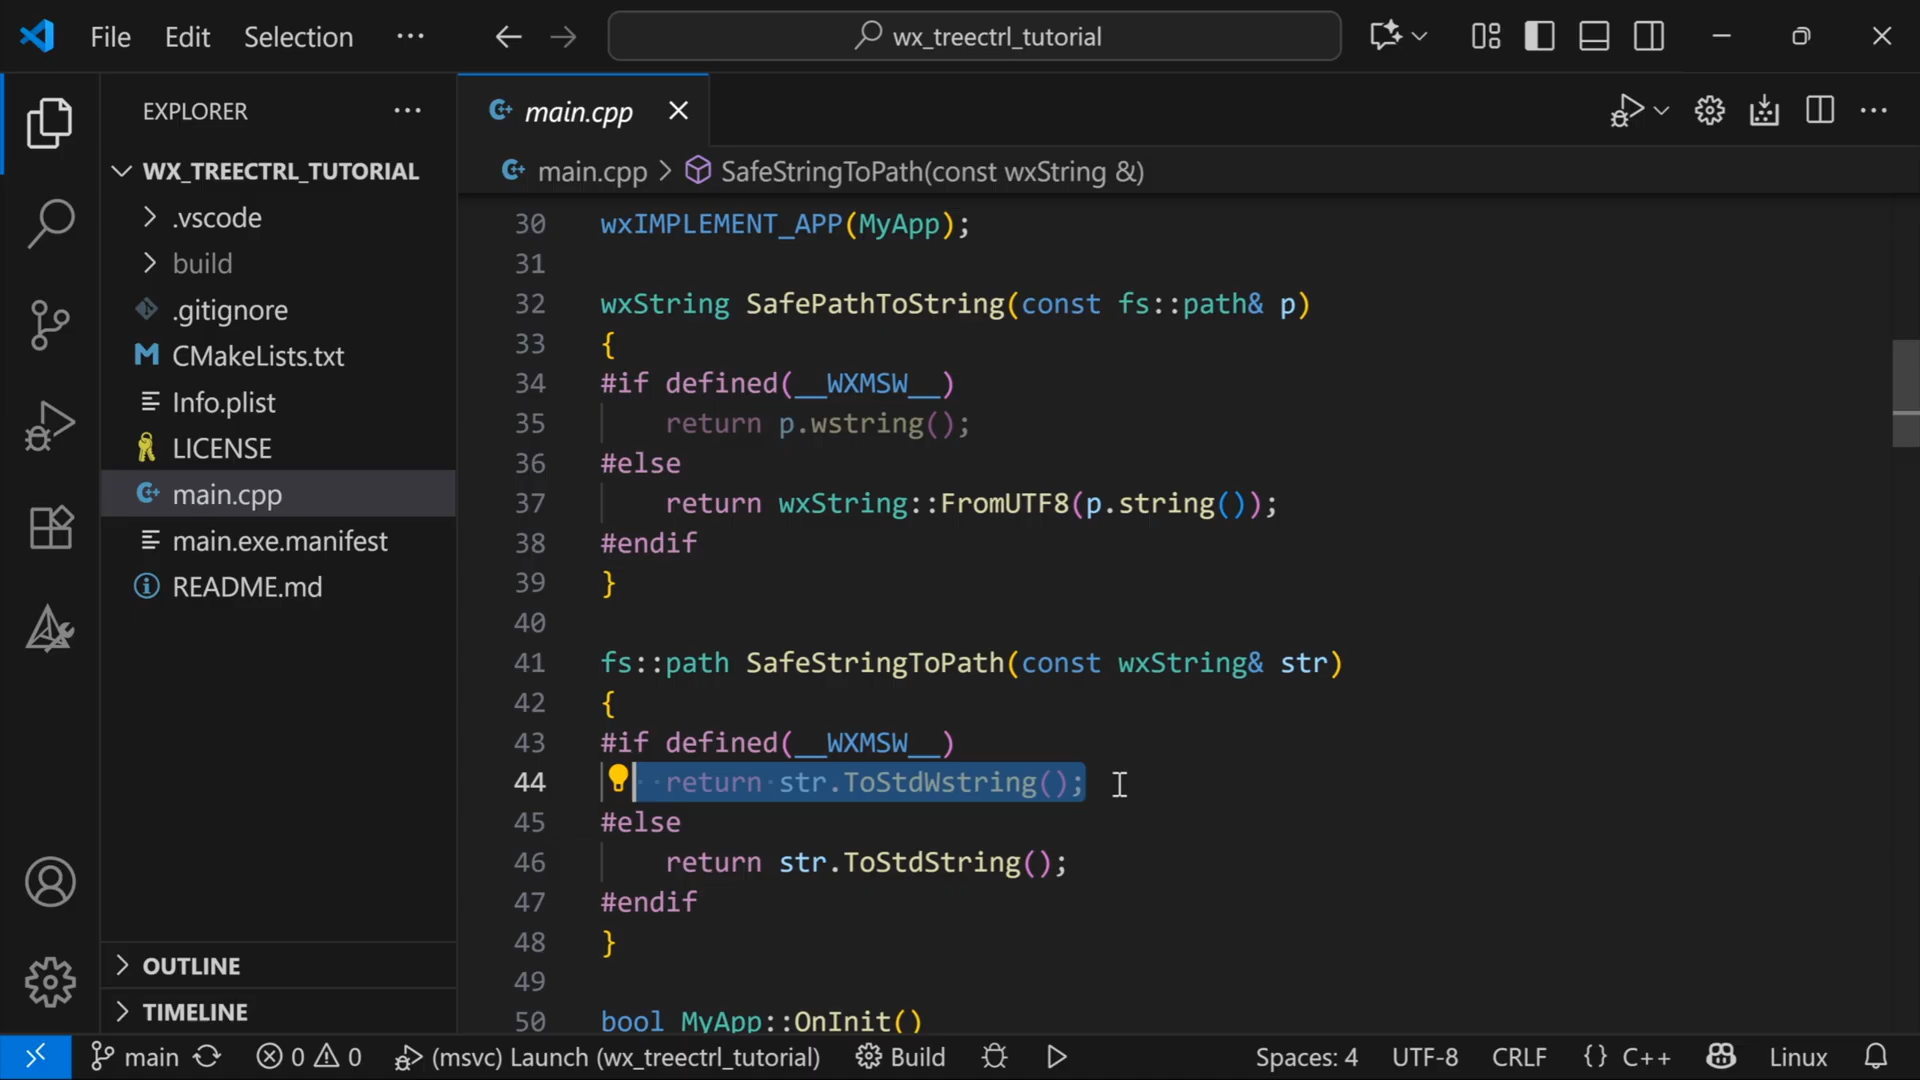 File Edit Selection ··· wx_treectrl_tutorial
EXPLORER ···
WX_TREECTRL_TUTORIAL
.vscode
build
.gitignore
CMakeLists.txt
Info.plist
LICENSE
main.cpp
main.exe.manifest
README.md
OUTLINE
TIMELINE
main.cpp
main.cpp > SafeStringToPath(const wxString &)
30 wxIMPLEMENT_APP(MyApp);
31
32 wxString SafePathToString(const fs::path& p)
33 {
34 #if defined(__WXMSW__)
35 return p.wstring();
36 #else
37 return wxString::FromUTF8(p.string());
38 #endif
39 }
40
41 fs::path SafeStringToPath(const wxString& str)
42 {
43 #if defined(__WXMSW__)
44 return str.ToStdWstring();
45 #else
46 return str.ToStdString();
47 #endif
48 }
49
50 bool MyApp::OnInit()
main 0 0 (msvc) Launch (wx_treectrl_tutorial) Build Spaces: 4 UTF-8 CRLF {} C++ Linux